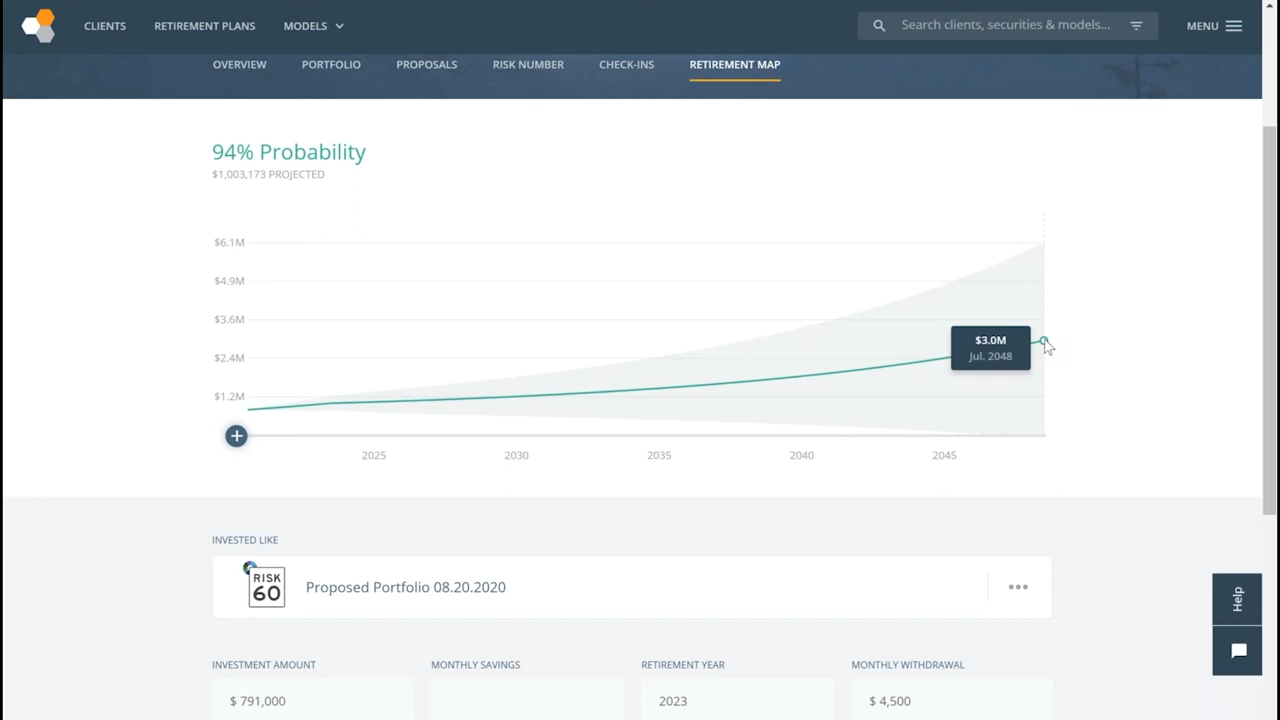 CLIENTS RETIREMENT PLANS MODELS Search clients, securities & models... MENU
OVERVIEW PORTFOLIO PROPOSALS RISK NUMBER CHECK-INS RETIREMENT MAP
94% Probability
$1,003,173 PROJECTED
$6.1M
$4.9M
$3.6M
$2.4M
$1.2M
$3.0M
Jul. 2048
2025 2030 2035 2040 2045
INVESTED LIKE
RISK
60
Proposed Portfolio 08.20.2020
Help
INVESTMENT AMOUNT MONTHLY SAVINGS RETIREMENT YEAR MONTHLY WITHDRAWAL
$ 791,000 2023 $ 4,500